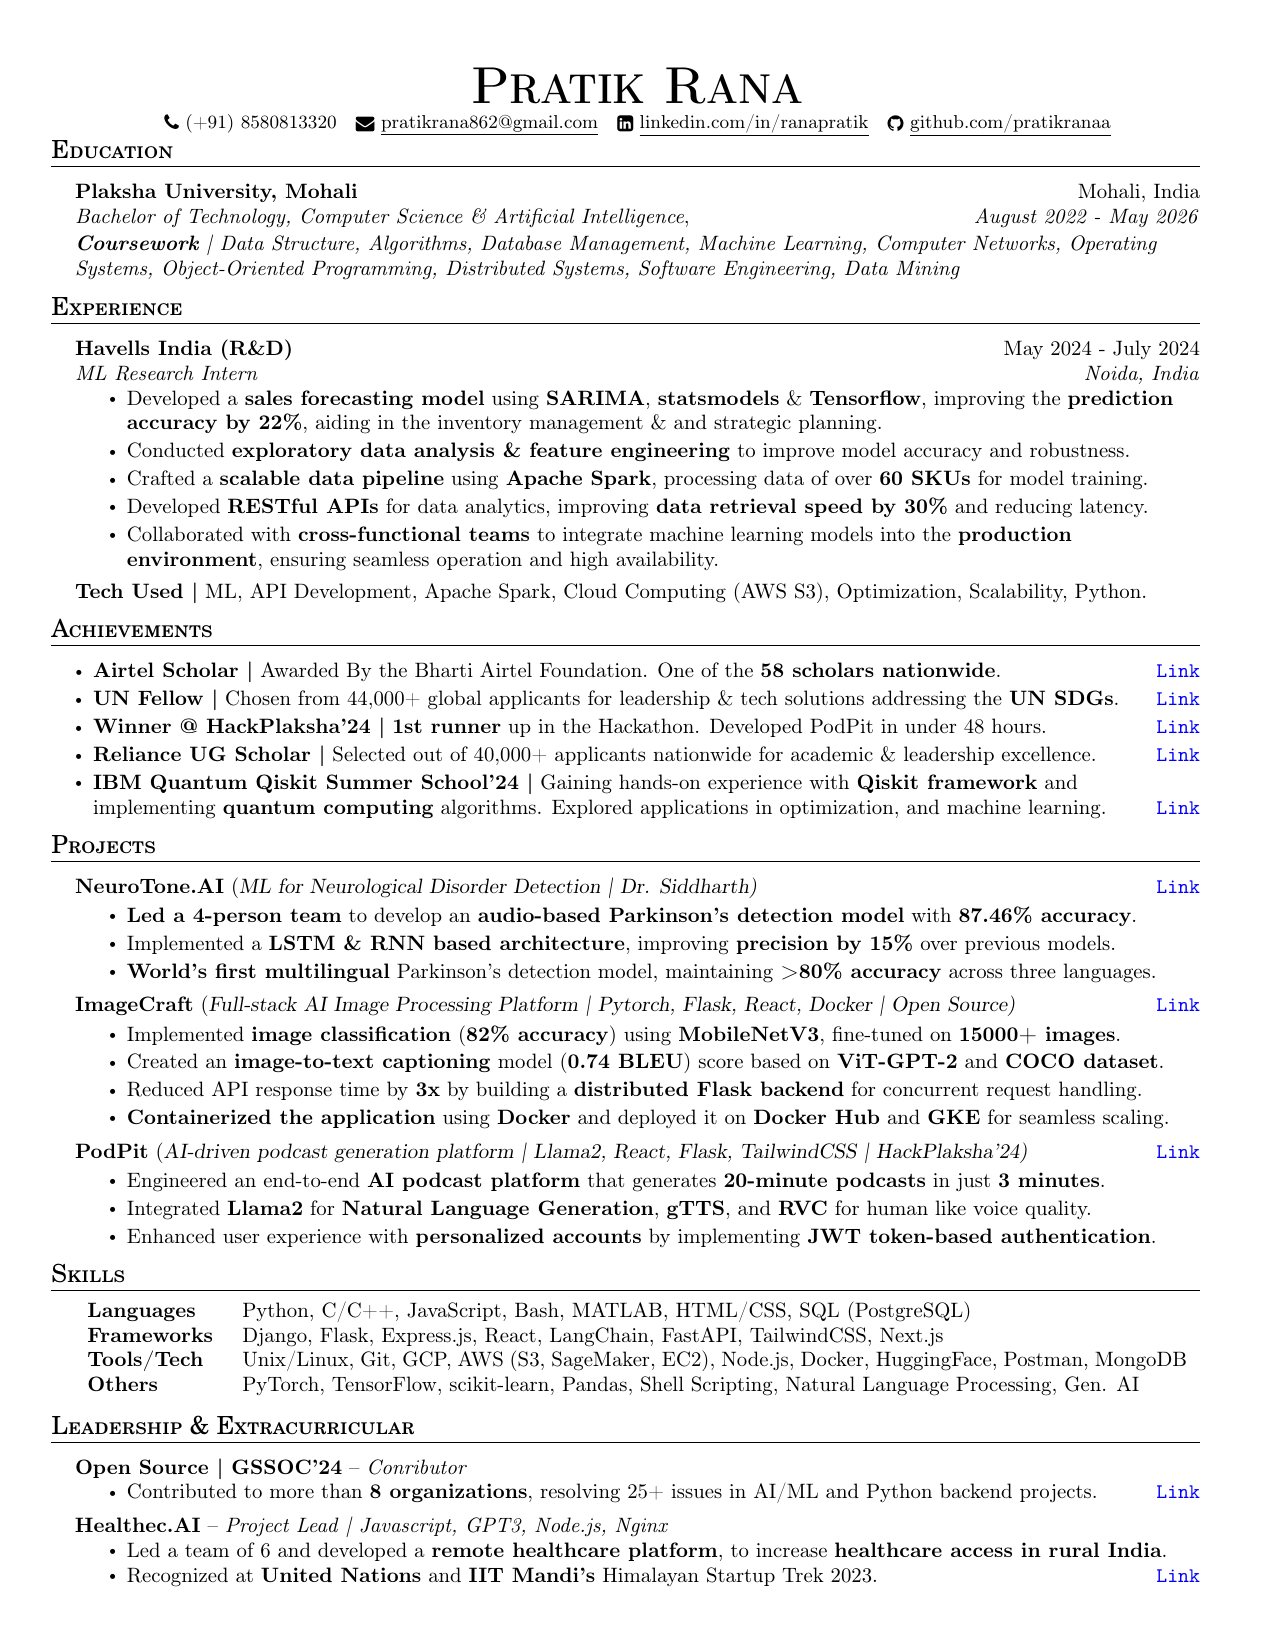 Pratik Rana
(+91) 8580813320 pratikrana862@gmail.com linkedin.com/in/ranapratik github.com/pratikranaa
Education
Plaksha University, Mohali Mohali, India
Bachelor of Technology, Computer Science & Artificial Intelligence, August 2022 - May 2026
Coursework | Data Structure, Algorithms, Database Management, Machine Learning, Computer Networks, Operating
Systems, Object-Oriented Programming, Distributed Systems, Software Engineering, Data Mining
Experience
Havells India (R&D) May 2024 - July 2024
ML Research Intern Noida, India
• Developed a sales forecasting model using SARIMA, statsmodels & Tensorflow, improving the prediction
accuracy by 22%, aiding in the inventory management & and strategic planning.
• Conducted exploratory data analysis & feature engineering to improve model accuracy and robustness.
• Crafted a scalable data pipeline using Apache Spark, processing data of over 60 SKUs for model training.
• Developed RESTful APIs for data analytics, improving data retrieval speed by 30% and reducing latency.
• Collaborated with cross-functional teams to integrate machine learning models into the production
environment, ensuring seamless operation and high availability.
Tech Used | ML, API Development, Apache Spark, Cloud Computing (AWS S3), Optimization, Scalability, Python.
Achievements
• Airtel Scholar | Awarded By the Bharti Airtel Foundation. One of the 58 scholars nationwide. Link
• UN Fellow | Chosen from 44,000+ global applicants for leadership & tech solutions addressing the UN SDGs. Link
• Winner @ HackPlaksha'24 | 1st runner up in the Hackathon. Developed PodPit in under 48 hours. Link
• Reliance UG Scholar | Selected out of 40,000+ applicants nationwide for academic & leadership excellence. Link
• IBM Quantum Qiskit Summer School'24 | Gaining hands-on experience with Qiskit framework and
implementing quantum computing algorithms. Explored applications in optimization, and machine learning. Link
Projects
NeuroTone.AI (ML for Neurological Disorder Detection | Dr. Siddharth) Link
• Led a 4-person team to develop an audio-based Parkinson's detection model with 87.46% accuracy.
• Implemented a LSTM & RNN based architecture, improving precision by 15% over previous models.
• World's first multilingual Parkinson's detection model, maintaining >80% accuracy across three languages.
ImageCraft (Full-stack AI Image Processing Platform | Pytorch, Flask, React, Docker | Open Source) Link
• Implemented image classification (82% accuracy) using MobileNetV3, fine-tuned on 15000+ images.
• Created an image-to-text captioning model (0.74 BLEU) score based on ViT-GPT-2 and COCO dataset.
• Reduced API response time by 3x by building a distributed Flask backend for concurrent request handling.
• Containerized the application using Docker and deployed it on Docker Hub and GKE for seamless scaling.
PodPit (AI-driven podcast generation platform | Llama2, React, Flask, TailwindCSS | HackPlaksha'24) Link
• Engineered an end-to-end AI podcast platform that generates 20-minute podcasts in just 3 minutes.
• Integrated Llama2 for Natural Language Generation, gTTS, and RVC for human like voice quality.
• Enhanced user experience with personalized accounts by implementing JWT token-based authentication.
Skills
Languages Python, C/C++, JavaScript, Bash, MATLAB, HTML/CSS, SQL (PostgreSQL)
Frameworks Django, Flask, Express.js, React, LangChain, FastAPI, TailwindCSS, Next.js
Tools/Tech Unix/Linux, Git, GCP, AWS (S3, SageMaker, EC2), Node.js, Docker, HuggingFace, Postman, MongoDB
Others PyTorch, TensorFlow, scikit-learn, Pandas, Shell Scripting, Natural Language Processing, Gen. AI
Leadership & Extracurricular
Open Source | GSSOC'24 – Conributor
• Contributed to more than 8 organizations, resolving 25+ issues in AI/ML and Python backend projects. Link
Healthec.AI – Project Lead | Javascript, GPT3, Node.js, Nginx
• Led a team of 6 and developed a remote healthcare platform, to increase healthcare access in rural India.
• Recognized at United Nations and IIT Mandi's Himalayan Startup Trek 2023. Link